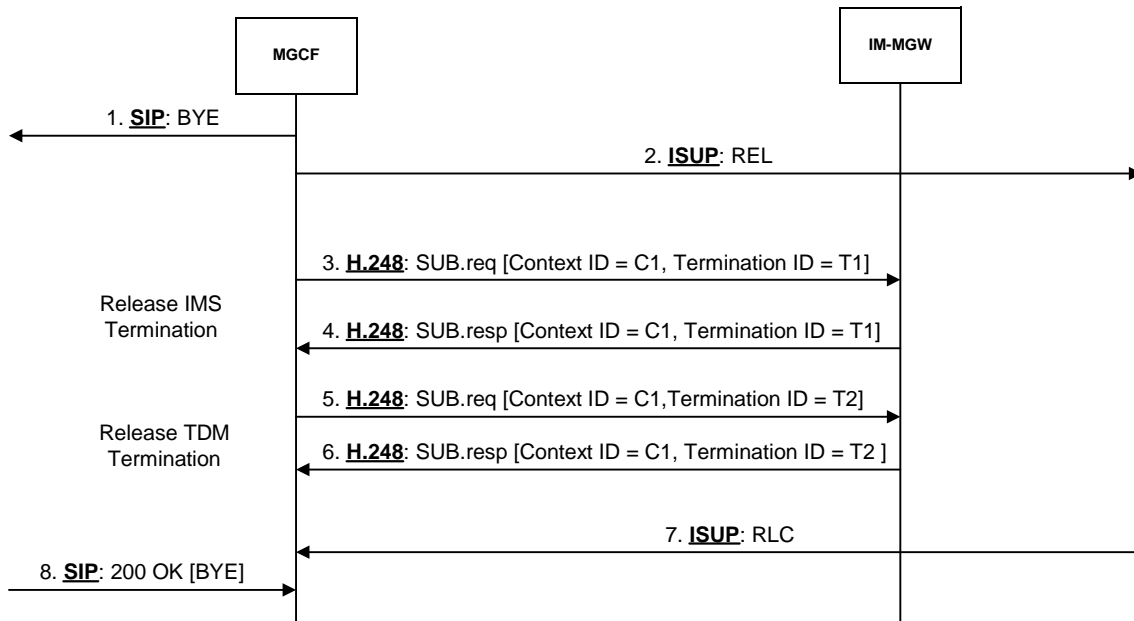 MGCF
IM-MGW
1. SIP: BYE
2. ISUP: REL
3. H.248: SUB.req [Context ID = C1, Termination ID = T1]
Release IMS
Termination
4. H.248: SUB.resp [Context ID = C1, Termination ID = T1]
5. H.248: SUB.req [Context ID = C1,Termination ID = T2]
Release TDM
Termination
6. H.248: SUB.resp [Context ID = C1, Termination ID = T2 ]
7. ISUP: RLC
8. SIP: 200 OK [BYE]